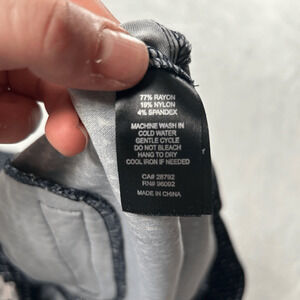 77% RAYON
19% NYLON
4% SPANDEX
MACHINE WASH IN
COLD WATER
GENTLE CYCLE
DO NOT BLEACH
HANG TO DRY
COOL IRON IF NEEDED
CA# 28792
RN# 96092
MADE IN CHINA